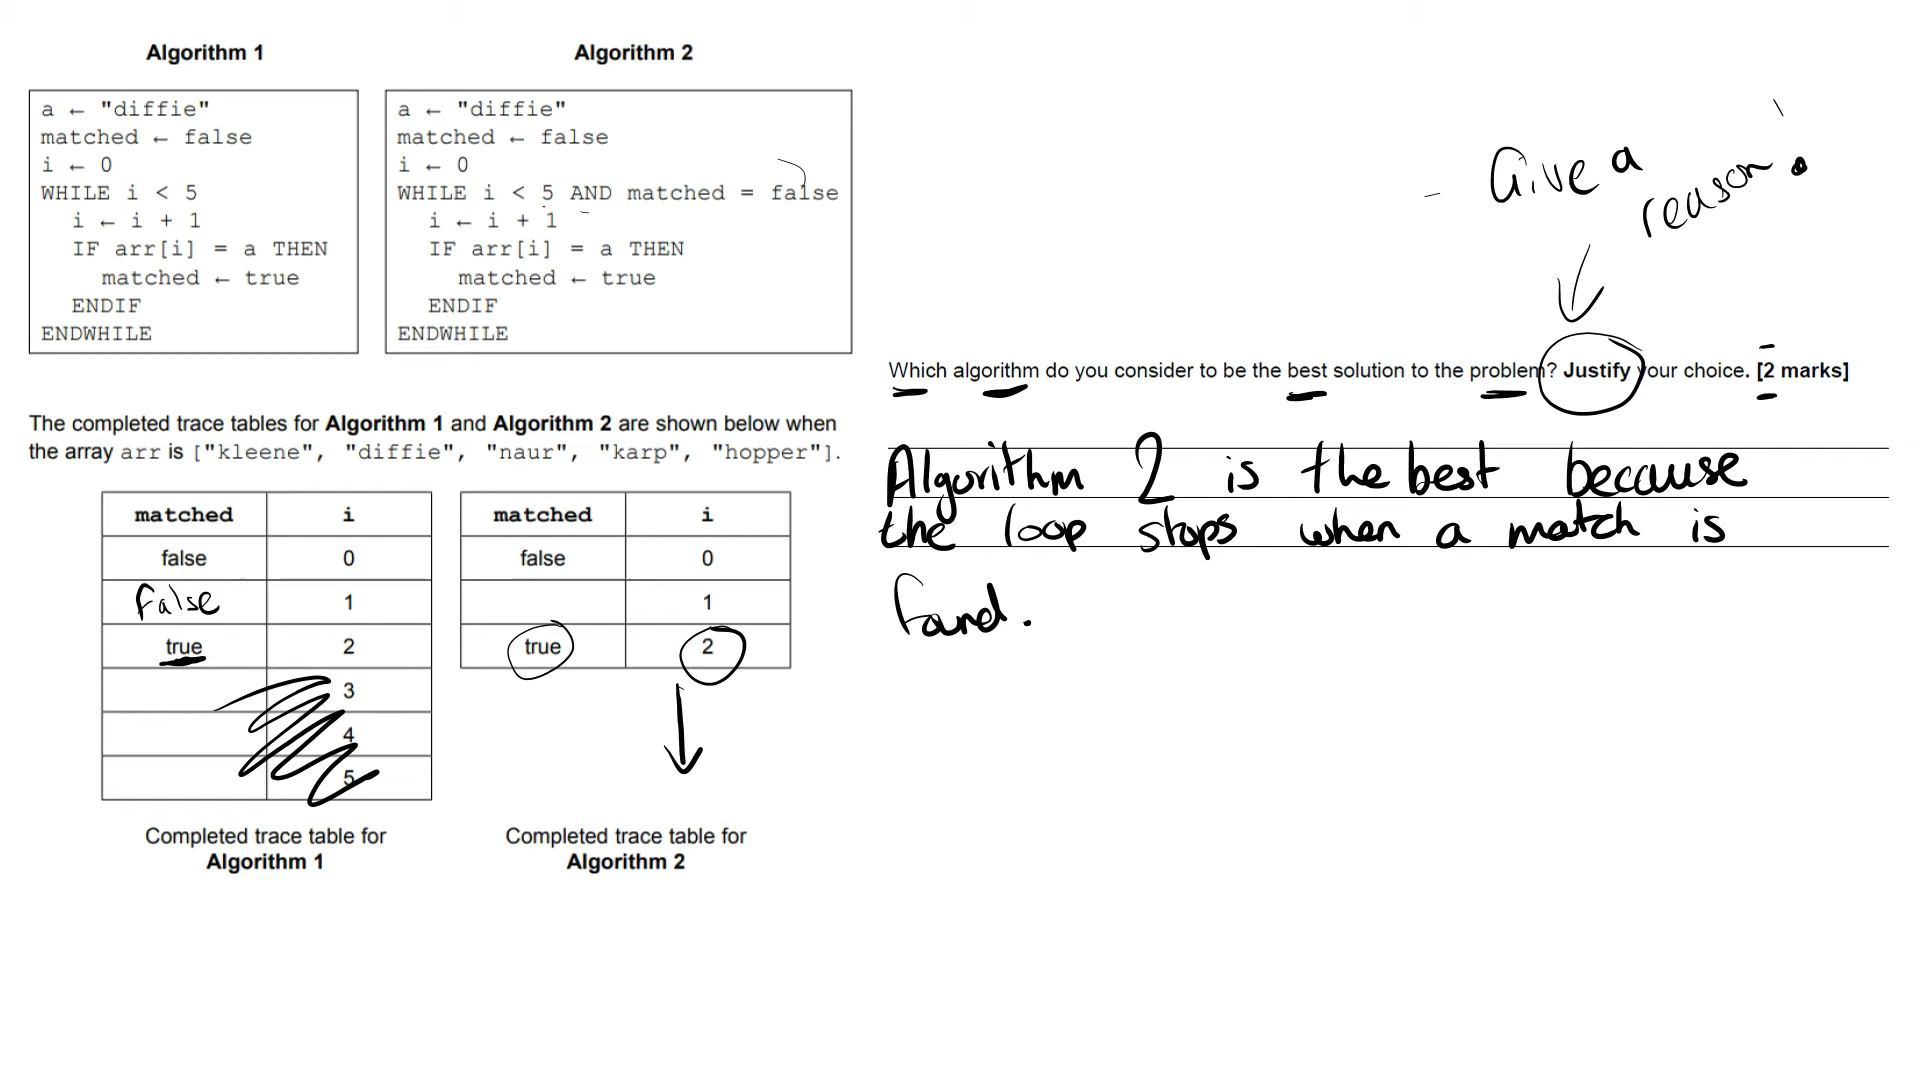 Algorithm 1
a ← "diffie"
matched ← false
i ← 0
WHILE i < 5
i ← i + 1
IF arr[i] = a THEN
matched ← true
ENDIF
ENDWHILE
Algorithm 2
a ← "diffie"
matched ← false
i ← 0
WHILE i < 5 AND matched = false
i ← i + 1
IF arr[i] = a THEN
matched ← true
ENDIF
ENDWHILE
The completed trace tables for Algorithm 1 and Algorithm 2 are shown below when
the array arr is ["kleene", "diffie", "naur", "karp", "hopper"].
matched i
false 0
false 1
true 2
3
4
5
Completed trace table for
Algorithm 1
matched i
false 0
1
true 2
Completed trace table for
Algorithm 2
- Give a
reason.
Which algorithm do you consider to be the best solution to the problem? Justify your choice. [2 marks]
Algorithm 2 is the best because
the loop stops when a match is
found.